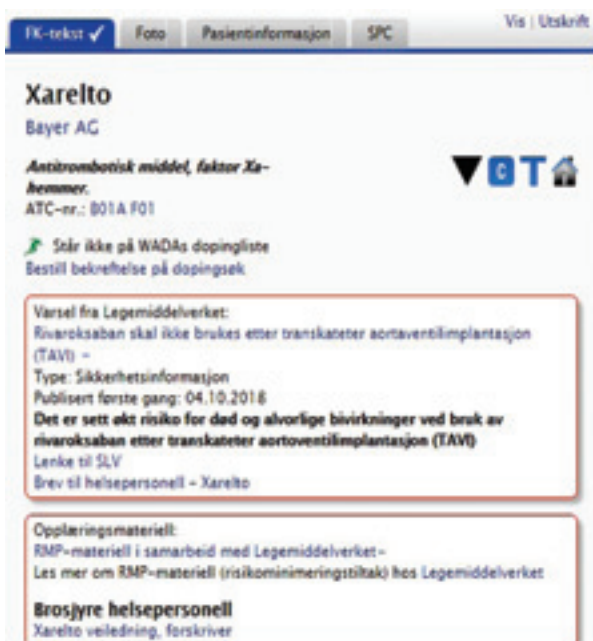 FK-tekst ✓ Foto Pasientinformasjon SPC Vis | Utskrift
Xarelto
Bayer AG
Antitrombotisk middel, faktor Xa-
hemmer.
C T
ATC-nr.: B01A F01
Står ikke på WADAs dopingliste
Bestill bekreftelse på dopingsøk
Varsel fra Legemiddelverket:
Rivaroksaban skal ikke brukes etter transkateter aortaventilimplantasjon
(TAVI) -
Type: Sikkerhetsinformasjon
Publisert første gang: 04.10.2018
Det er sett økt risiko for død og alvorlige bivirkninger ved bruk av
rivaroksaban etter transkateter aortoventilimplantasjon (TAVI)
Lenke til SLV
Brev til helsepersonell - Xarelto
Opplæringsmateriell:
RMP-materiell i samarbeid med Legemiddelverket-
Les mer om RMP-materiell (risikominimeringstiltak) hos Legemiddelverket
Brosjyre helsepersonell
Xarelto veiledning, forskriver